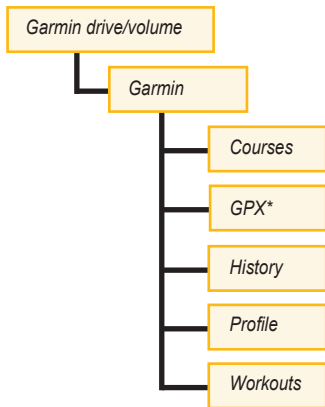 Garmin drive/volume
Garmin
Courses
GPX*
History
Profile
Workouts